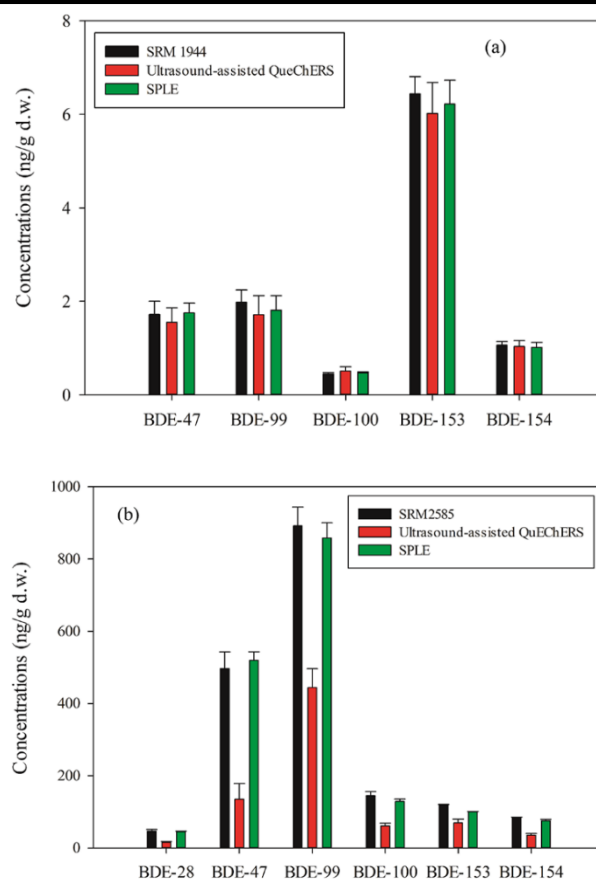 (a)
SRM 1944
Ultrasound-assisted QueChERS
SPLE
Concentrations (ng/g d.w.)
8
6
4
2
0
BDE-47 BDE-99 BDE-100 BDE-153 BDE-154
(b)
SRM2585
Ultrasound-assisted QuEChERS
SPLE
Concentrations (ng/g d.w.)
1000
800
600
400
200
0
BDE-28 BDE-47 BDE-99 BDE-100 BDE-153 BDE-154